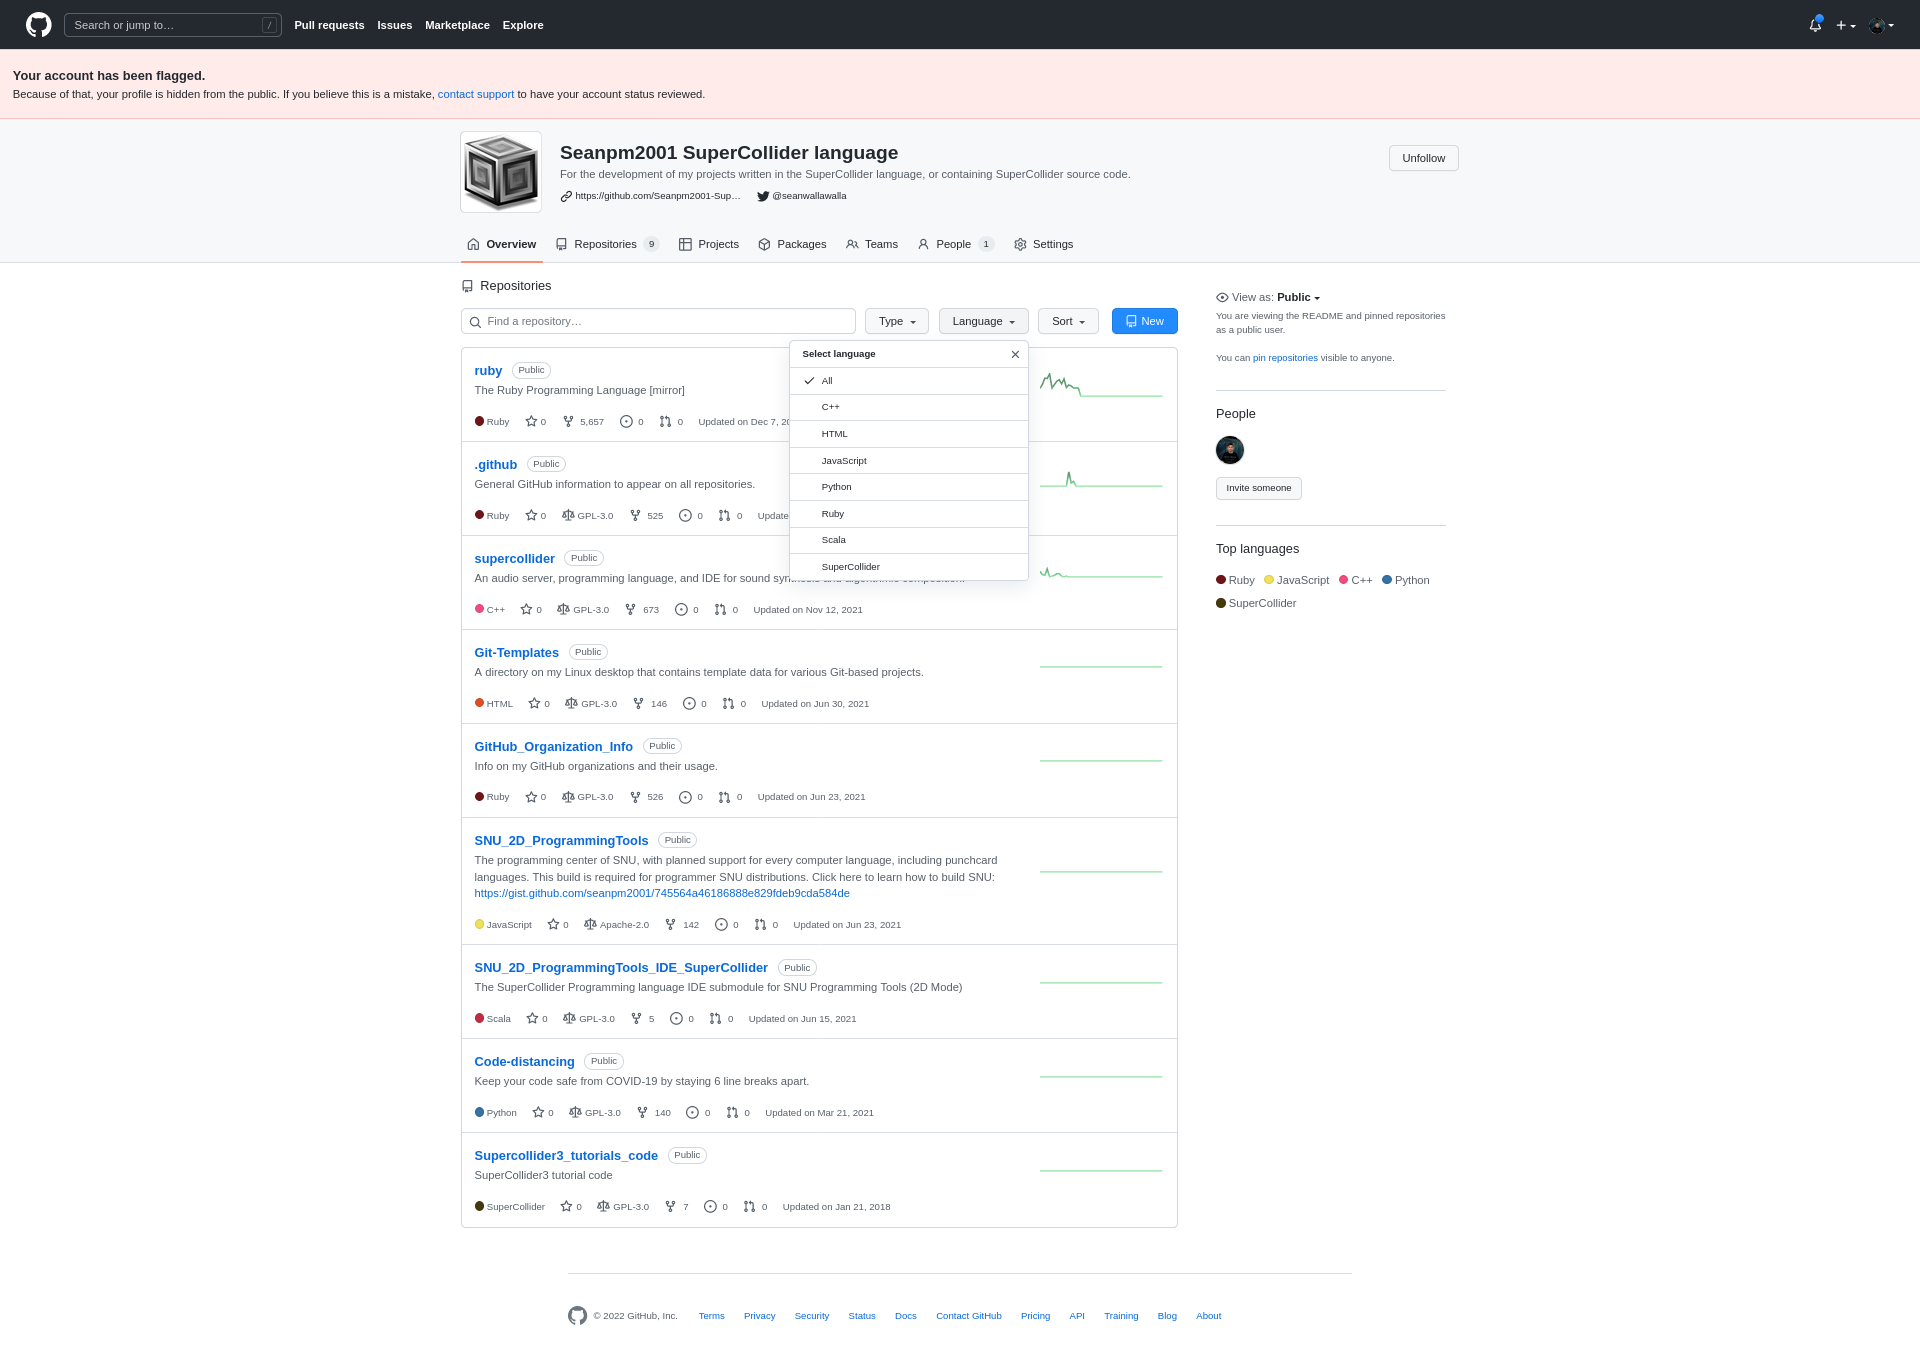 Search or jump to…
/
Pull requests Issues Marketplace Explore
Your account has been flagged.
Because of that, your profile is hidden from the public. If you believe this is a mistake, contact support to have your account status reviewed.
Seanpm2001 SuperCollider language
For the development of my projects written in the SuperCollider language, or containing SuperCollider source code.
https://github.com/Seanpm2001-Sup… @seanwallawalla
Unfollow
Overview Repositories 9 Projects Packages Teams People 1 Settings
Repositories
Find a repository… Type Language Sort New
Select language
All
C++
HTML
JavaScript
Python
Ruby
Scala
SuperCollider
ruby Public
The Ruby Programming Language [mirror]
Ruby 0 5,657 0 0 Updated on Dec 7,
.github Public
General GitHub information to appear on all repositories.
Ruby 0 GPL-3.0 525 0 0
supercollider Public
An audio server, programming language, and IDE for sound
C++ 0 GPL-3.0 673 0 0 Updated on Nov 12, 2021
Git-Templates Public
A directory on my Linux desktop that contains template data for various Git-based projects.
HTML 0 GPL-3.0 146 0 0 Updated on Jun 30, 2021
GitHub_Organization_Info Public
Info on my GitHub organizations and their usage.
Ruby 0 GPL-3.0 526 0 0 Updated on Jun 23, 2021
SNU_2D_ProgrammingTools Public
The programming center of SNU, with planned support for every computer language, including punchcard
languages. This build is required for programmer SNU distributions. Click here to learn how to build SNU:
https://gist.github.com/seanpm2001/745564a46186888e829fdeb9cda584de
JavaScript 0 Apache-2.0 142 0 0 Updated on Jun 23, 2021
SNU_2D_ProgrammingTools_IDE_SuperCollider Public
The SuperCollider Programming language IDE submodule for SNU Programming Tools (2D Mode)
Scala 0 GPL-3.0 5 0 0 Updated on Jun 15, 2021
Code-distancing Public
Keep your code safe from COVID-19 by staying 6 line breaks apart.
Python 0 GPL-3.0 140 0 0 Updated on Mar 21, 2021
Supercollider3_tutorials_code Public
SuperCollider3 tutorial code
SuperCollider 0 GPL-3.0 7 0 0 Updated on Jan 21, 2018
View as: Public
You are viewing the README and pinned repositories
as a public user.
You can pin repositories visible to anyone.
People
Invite someone
Top languages
Ruby JavaScript C++ Python
SuperCollider
© 2022 GitHub, Inc. Terms Privacy Security Status Docs Contact GitHub Pricing API Training Blog About